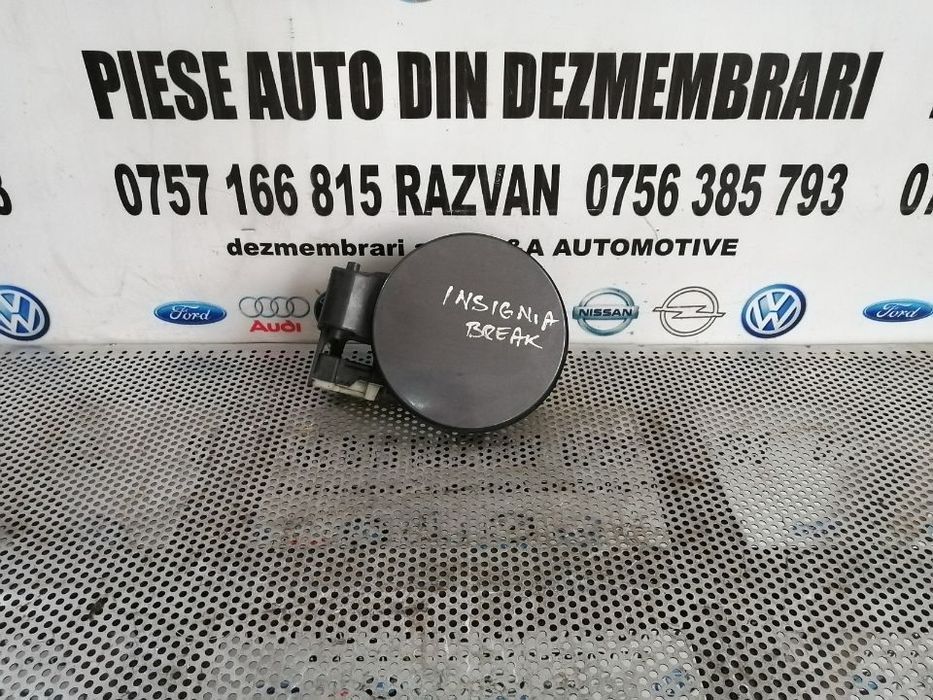 PIESE AUTO DIN DEZMEMBRARI
0757 166 815 RAZVAN 0756 385 793
dezmembrari &A AUTOMOTIVE
Ford Audi NISSAN Ford
INSIGNIA
BREAK